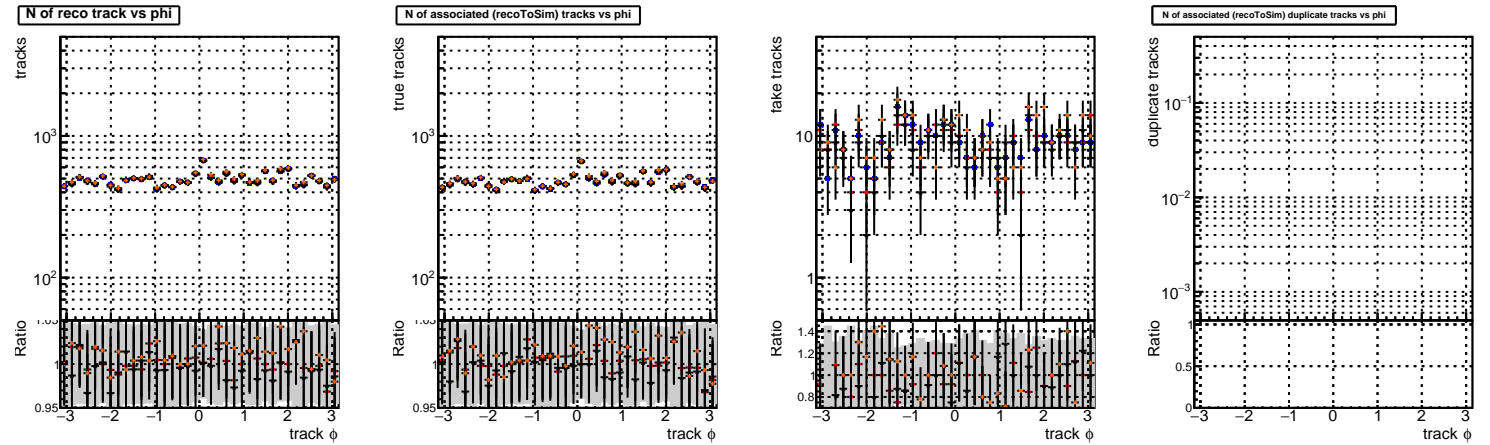 N of reco track vs phi
tracks
10³
10²
Ratio
1
0.95
−3 −2 −1 0 1 2 3
track ϕ
N of associated (recoToSim) tracks vs phi
true tracks
10³
10²
Ratio
1
0.95
−3 −2 −1 0 1 2 3
track ϕ
fake tracks
10
1
Ratio
1.4
1.2
1
0.8
−3 −2 −1 0 1 2 3
track ϕ
N of associated (recoToSim) duplicate tracks vs phi
duplicate tracks
10⁻¹
10⁻²
10⁻³
Ratio
1
0.5
0
−3 −2 −1 0 1 2 3
track ϕ